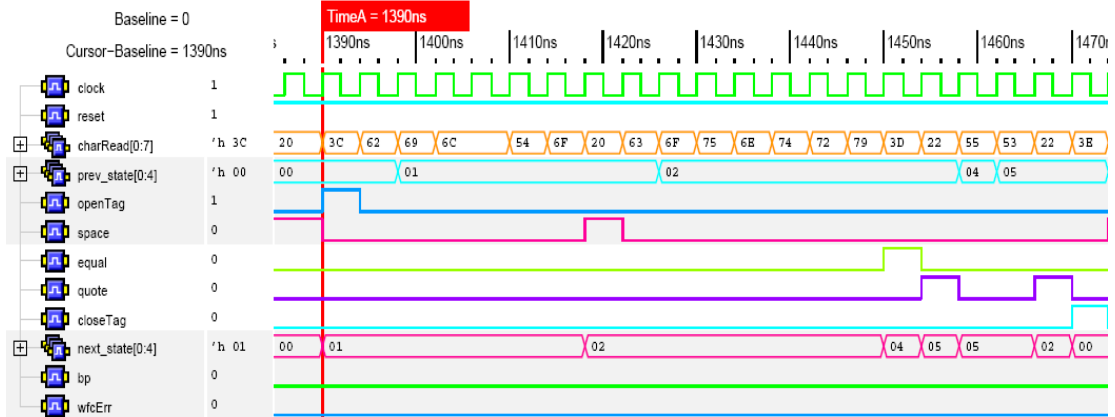 Baseline = 0
TimeA = 1390ns
Cursor-Baseline = 1390ns
1390ns 1400ns 1410ns 1420ns 1430ns 1440ns 1450ns 1460ns 1470
clock 1
reset 1
charRead[0:7] 'h 3C 20 3C 62 69 6C 54 6F 20 63 6F 75 6E 74 72 79 3D 22 55 53 22 3E
prev_state[0:4] 'h 00 00 01 02 04 05
openTag 1
space 0
equal 0
quote 0
closeTag 0
next_state[0:4] 'h 01 00 01 02 04 05 05 02 00
bp 0
wfcErr 0